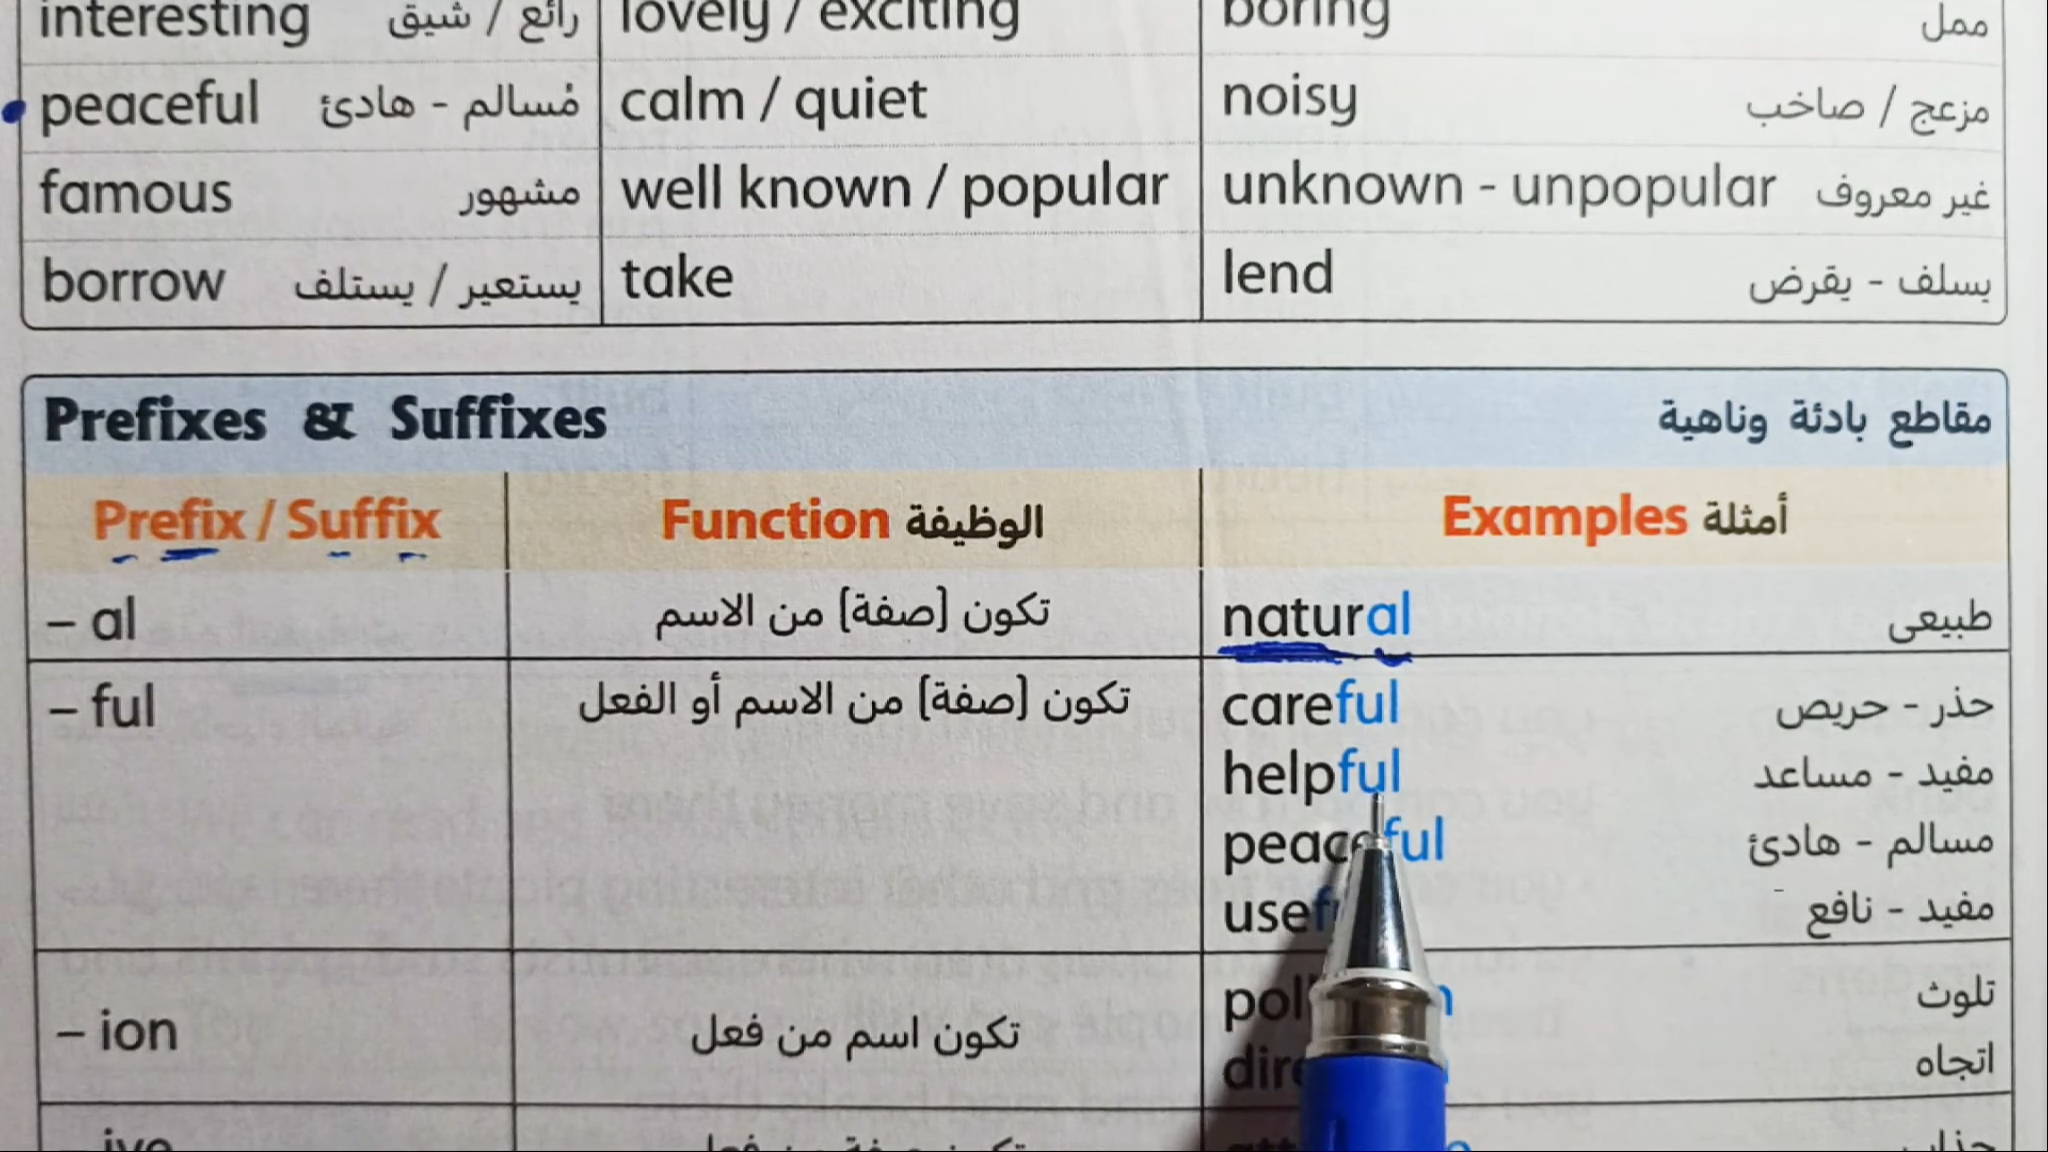 interesting رائع / شيق lovely / exciting boring ممل
peaceful مُسالم - هادئ calm / quiet noisy مزعج / صاخب
famous مشهور well known / popular unknown - unpopular غير معروف
borrow يستعير / يستلف take lend يسلف - يقرض
Prefixes & Suffixes مقاطع بادئة وناهية
Prefix / Suffix Function الوظيفة Examples أمثلة
– al تكون (صفة) من الاسم natural طبيعى
– ful تكون (صفة) من الاسم أو الفعل careful حذر - حريص
helpful مفيد - مساعد
peaceful مسالم - هادئ
مفيد - نافع
تلوث
– ion تكون اسم من فعل
اتجاه